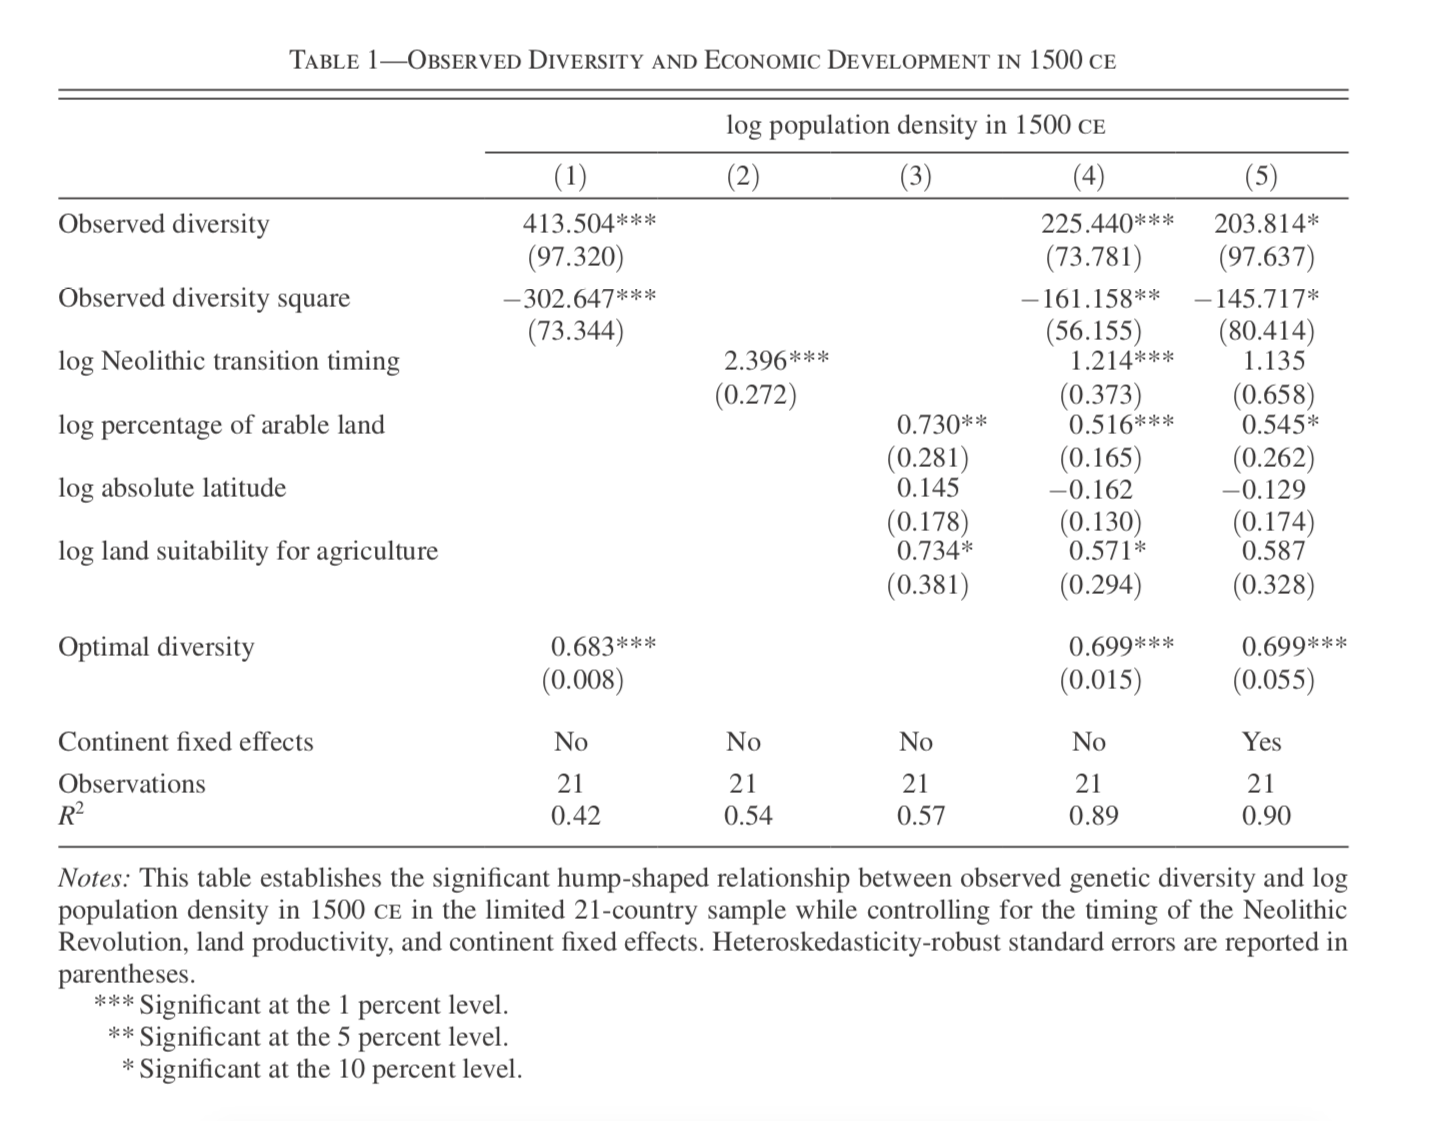 TABLE 1—OBSERVED DIVERSITY AND ECONOMIC DEVELOPMENT IN 1500 CE
log population density in 1500 CE
(1) (2) (3) (4) (5)
Observed diversity 413.504*** 225.440*** 203.814*
(97.320) (73.781) (97.637)
Observed diversity square −302.647*** −161.158** −145.717*
(73.344) (56.155) (80.414)
log Neolithic transition timing 2.396*** 1.214*** 1.135
(0.272) (0.373) (0.658)
log percentage of arable land 0.730** 0.516*** 0.545*
(0.281) (0.165) (0.262)
log absolute latitude 0.145 −0.162 −0.129
(0.178) (0.130) (0.174)
log land suitability for agriculture 0.734* 0.571* 0.587
(0.381) (0.294) (0.328)
Optimal diversity 0.683*** 0.699*** 0.699***
(0.008) (0.015) (0.055)
Continent fixed effects No No No No Yes
Observations 21 21 21 21 21
R² 0.42 0.54 0.57 0.89 0.90
Notes: This table establishes the significant hump-shaped relationship between observed genetic diversity and log
population density in 1500 CE in the limited 21-country sample while controlling for the timing of the Neolithic
Revolution, land productivity, and continent fixed effects. Heteroskedasticity-robust standard errors are reported in
parentheses.
*** Significant at the 1 percent level.
** Significant at the 5 percent level.
* Significant at the 10 percent level.